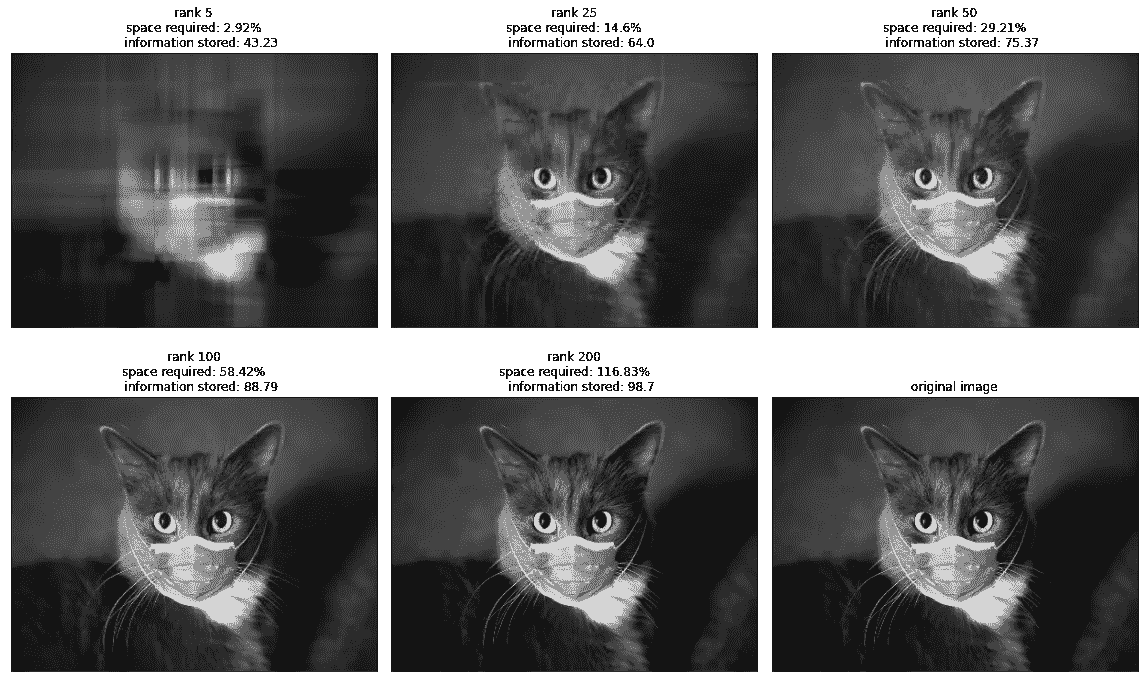 rank 5
space required: 2.92%
information stored: 43.23
rank 25
space required: 14.6%
information stored: 64.0
rank 50
space required: 29.21%
information stored: 75.37
rank 100
space required: 58.42%
information stored: 88.79
rank 200
space required: 116.83%
information stored: 98.7
original image